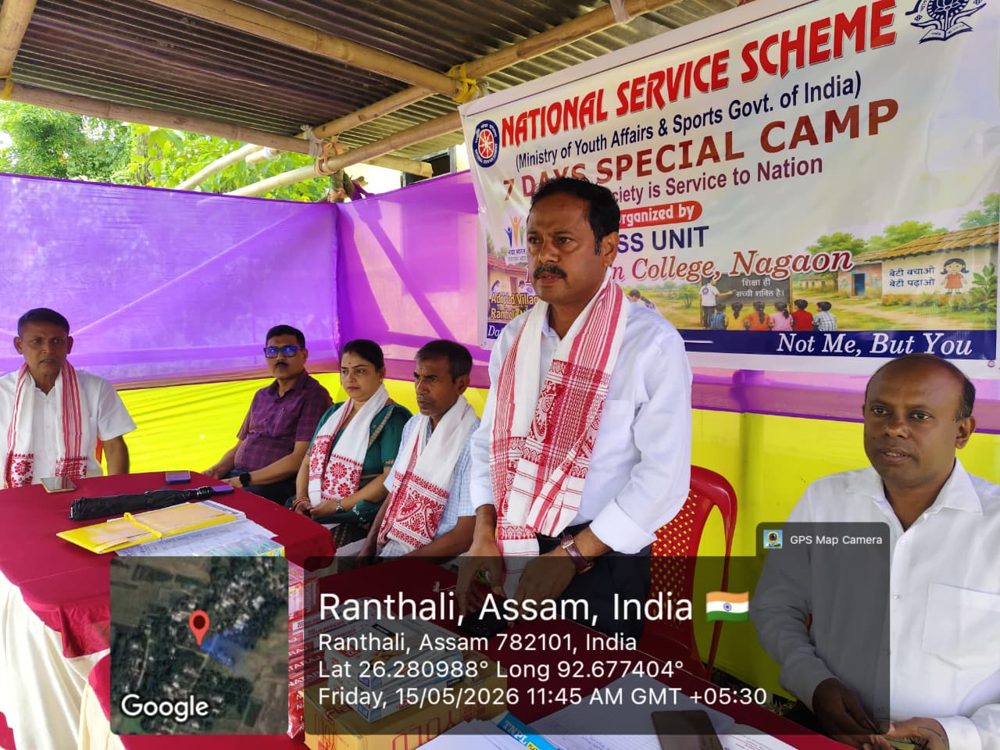 NATIONAL SERVICE SCHEME
(Ministry of Youth Affairs & Sports Govt. of India)
7 DAYS SPECIAL CAMP
is Service to Nation
Organized by
UNIT
College, Nagaon
Adopted
शिक्षा ही
सच्ची शक्ति है।
बेटी बचाओ
बेटी पढ़ाओ
Not Me, But You
GPS Map Camera
Ranthali, Assam, India
Ranthali, Assam 782101, India
Lat 26.280988° Long 92.677404°
Friday, 15/05/2026 11:45 AM GMT +05:30
Google
TNPL